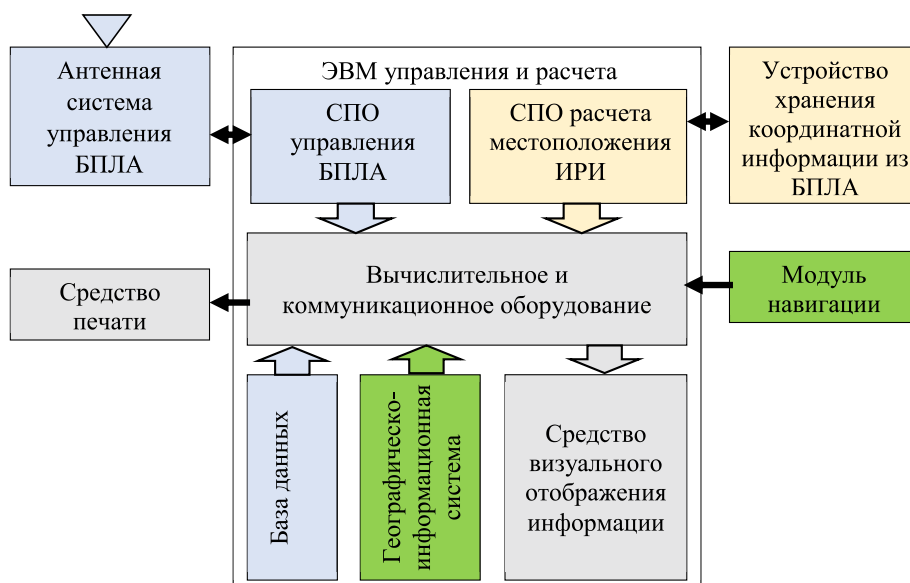 ЭВМ управления и расчета
Антенная
система
управления
БПЛА
СПО
управления
БПЛА
СПО расчета
местоположения
ИРИ
Устройство
хранения
координатной
информации из
БПЛА
Средство
печати
Вычислительное и
коммуникационное оборудование
Модуль
навигации
База данных
Географическо-
информационная
система
Средство
визуального
отображения
информации